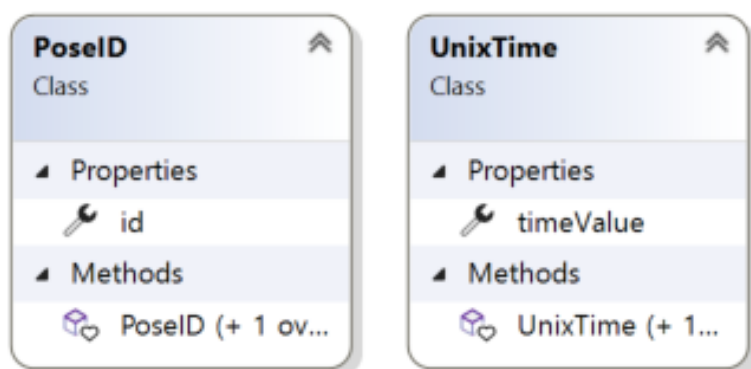 PoseID
Class
Properties
id
Methods
PoseID (+ 1 ov...
UnixTime
Class
Properties
timeValue
Methods
UnixTime (+ 1...